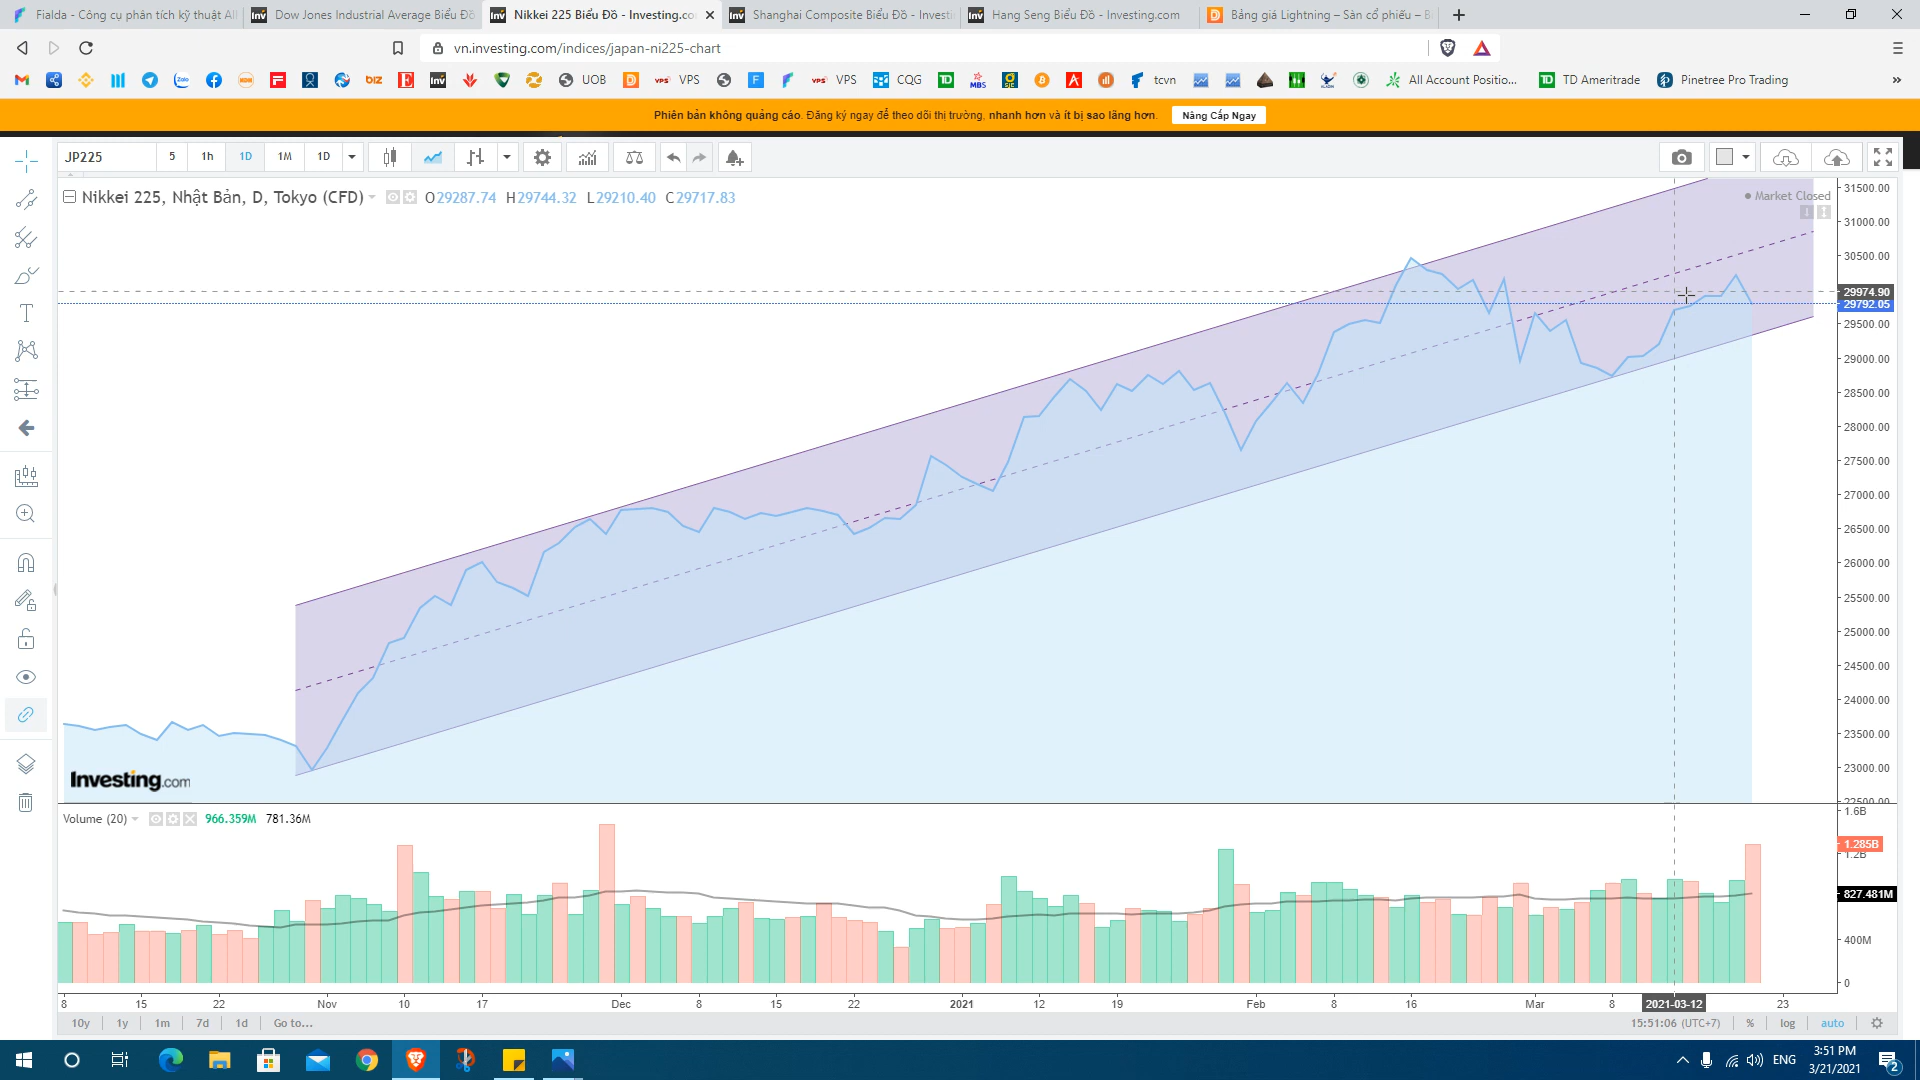 Fialda - Công cụ phân tích kỹ thuật AI
Dow Jones Industrial Average Biểu Đồ
Nikkei 225 Biểu Đồ - Investing.co
Shanghai Composite Biểu Đồ - Investi
Hang Seng Biểu Đồ - Investing.com
Bảng giá Lightning – Sàn cổ phiếu –
vn.investing.com/indices/japan-ni225-chart
UOB
VPS
VPS
CQG
tcvn
All Account Positio...
TD Ameritrade
Pinetree Pro Trading
Phiên bản không quảng cáo. Đăng ký ngay để theo dõi thị trường, nhanh hơn và ít bị sao lãng hơn. Nâng Cấp Ngay
JP225 5 1h 1D 1M 1D
Nikkei 225, Nhật Bản, D, Tokyo (CFD) O29287.74 H29744.32 L29210.40 C29717.83
Market Closed
31500.00
31000.00
30500.00
29974.90
29792.05
29500.00
29000.00
28500.00
28000.00
27500.00
27000.00
26500.00
26000.00
25500.00
25000.00
24500.00
24000.00
23500.00
23000.00
22500.00
Investing.com
Volume (20) 966.359M 781.36M
1.6B
1.285B
1.2B
827.481M
400M
0
8 15 22 Nov 10 17 Dec 8 15 22 2021 12 19 Feb 8 16 Mar 8 2021-03-12 23
10y 1y 1m 7d 1d Go to... 15:51:06 (UTC+7) % log auto
ENG
3:51 PM
3/21/2021
2